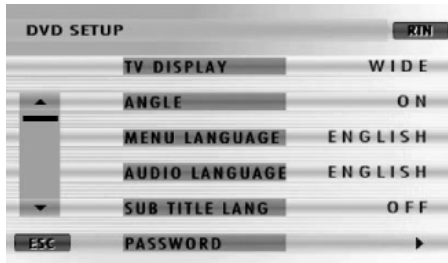 DVD SETUP RTN
TV DISPLAY WIDE
ANGLE ON
MENU LANGUAGE ENGLISH
AUDIO LANGUAGE ENGLISH
SUB TITLE LANG OFF
ESC PASSWORD